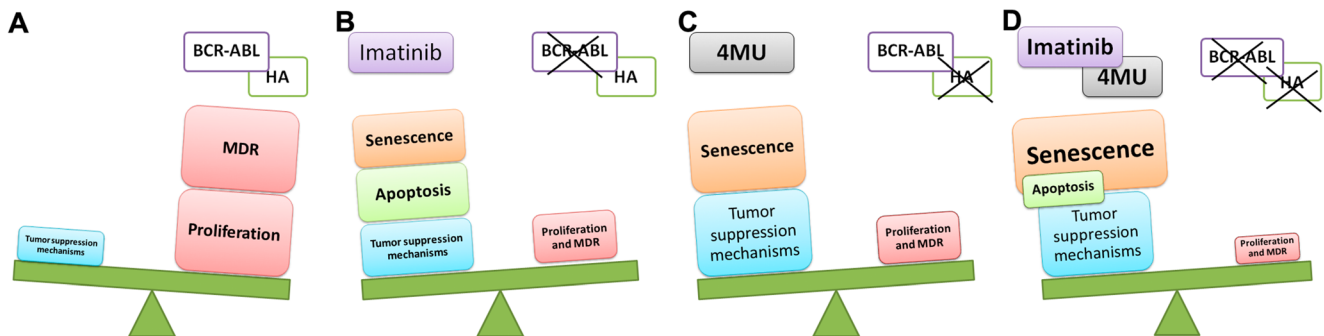 A
BCR-ABL
HA
MDR
Proliferation
Tumor suppression
mechanisms
B
Imatinib
BCR-ABL
HA
Senescence
Apoptosis
Tumor suppression
mechanisms
Proliferation
and MDR
C
4MU
BCR-ABL
HA
Senescence
Tumor
suppression
mechanisms
Proliferation
and MDR
D
Imatinib
4MU
BCR-ABL
HA
Senescence
Apoptosis
Tumor
suppression
mechanisms
Proliferation
and MDR